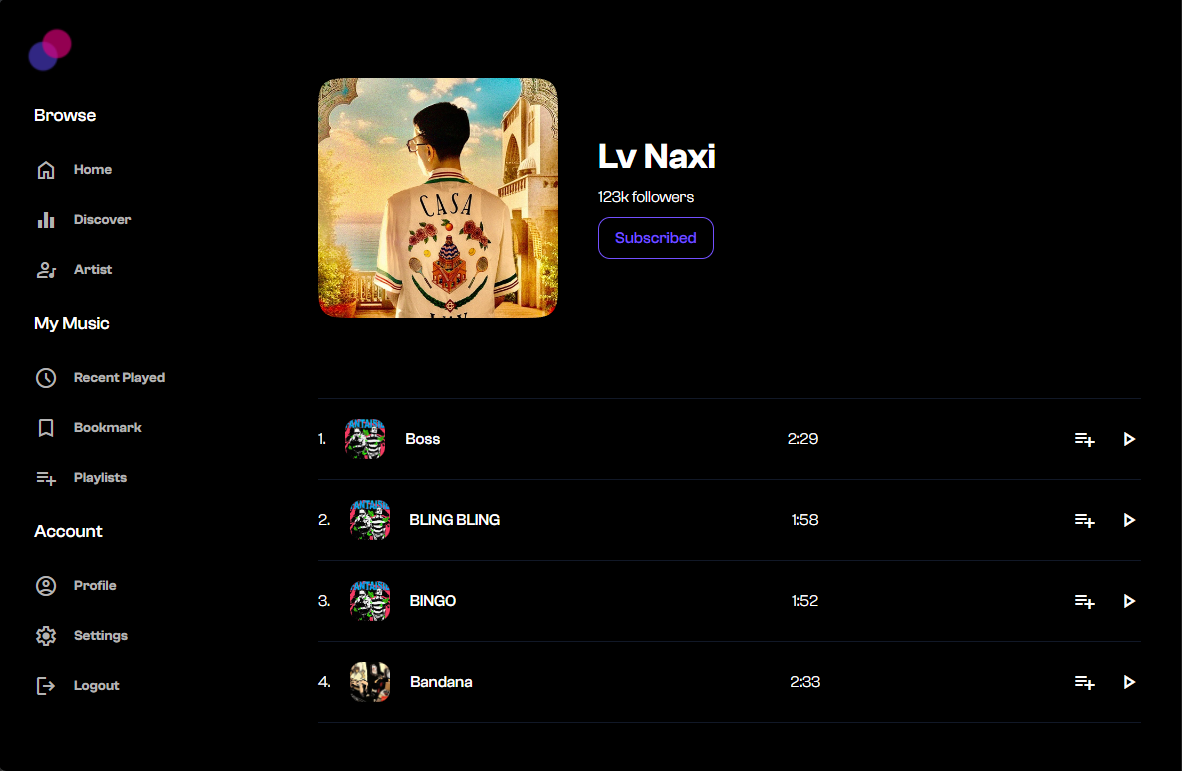 Browse
Home
Discover
Artist
My Music
Recent Played
Bookmark
Playlists
Account
Profile
Settings
Logout
CASA
Lv Naxi
123k followers
Subscribed
1. Boss 2:29
2. BLING BLING 1:58
3. BINGO 1:52
4. Bandana 2:33